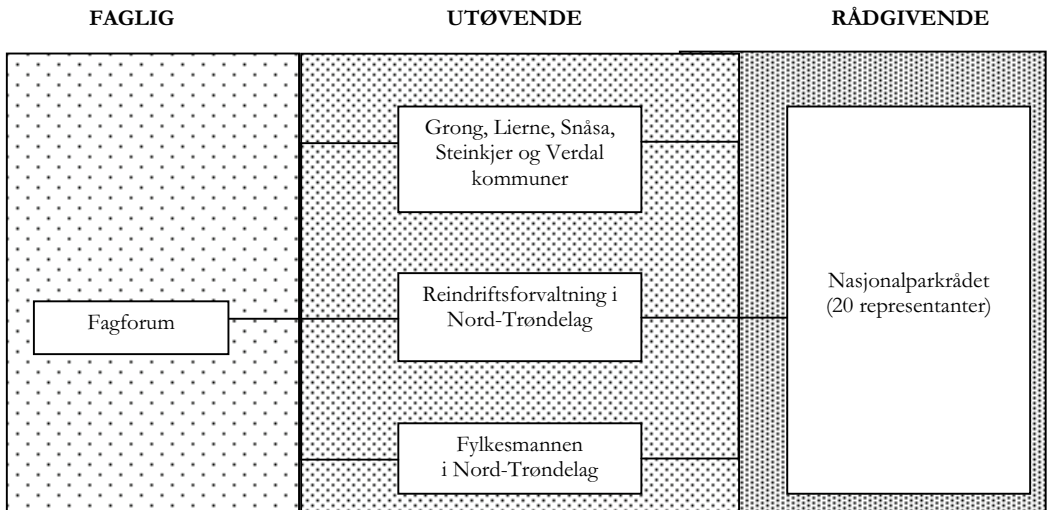 FAGLIG
UTØVENDE
RÅDGIVENDE
Grong, Lierne, Snåsa,
Steinkjer og Verdal
kommuner
Fagforum
Reindriftsforvaltning i
Nord-Trøndelag
Fylkesmannen
i Nord-Trøndelag
Nasjonalparkrådet
(20 representanter)